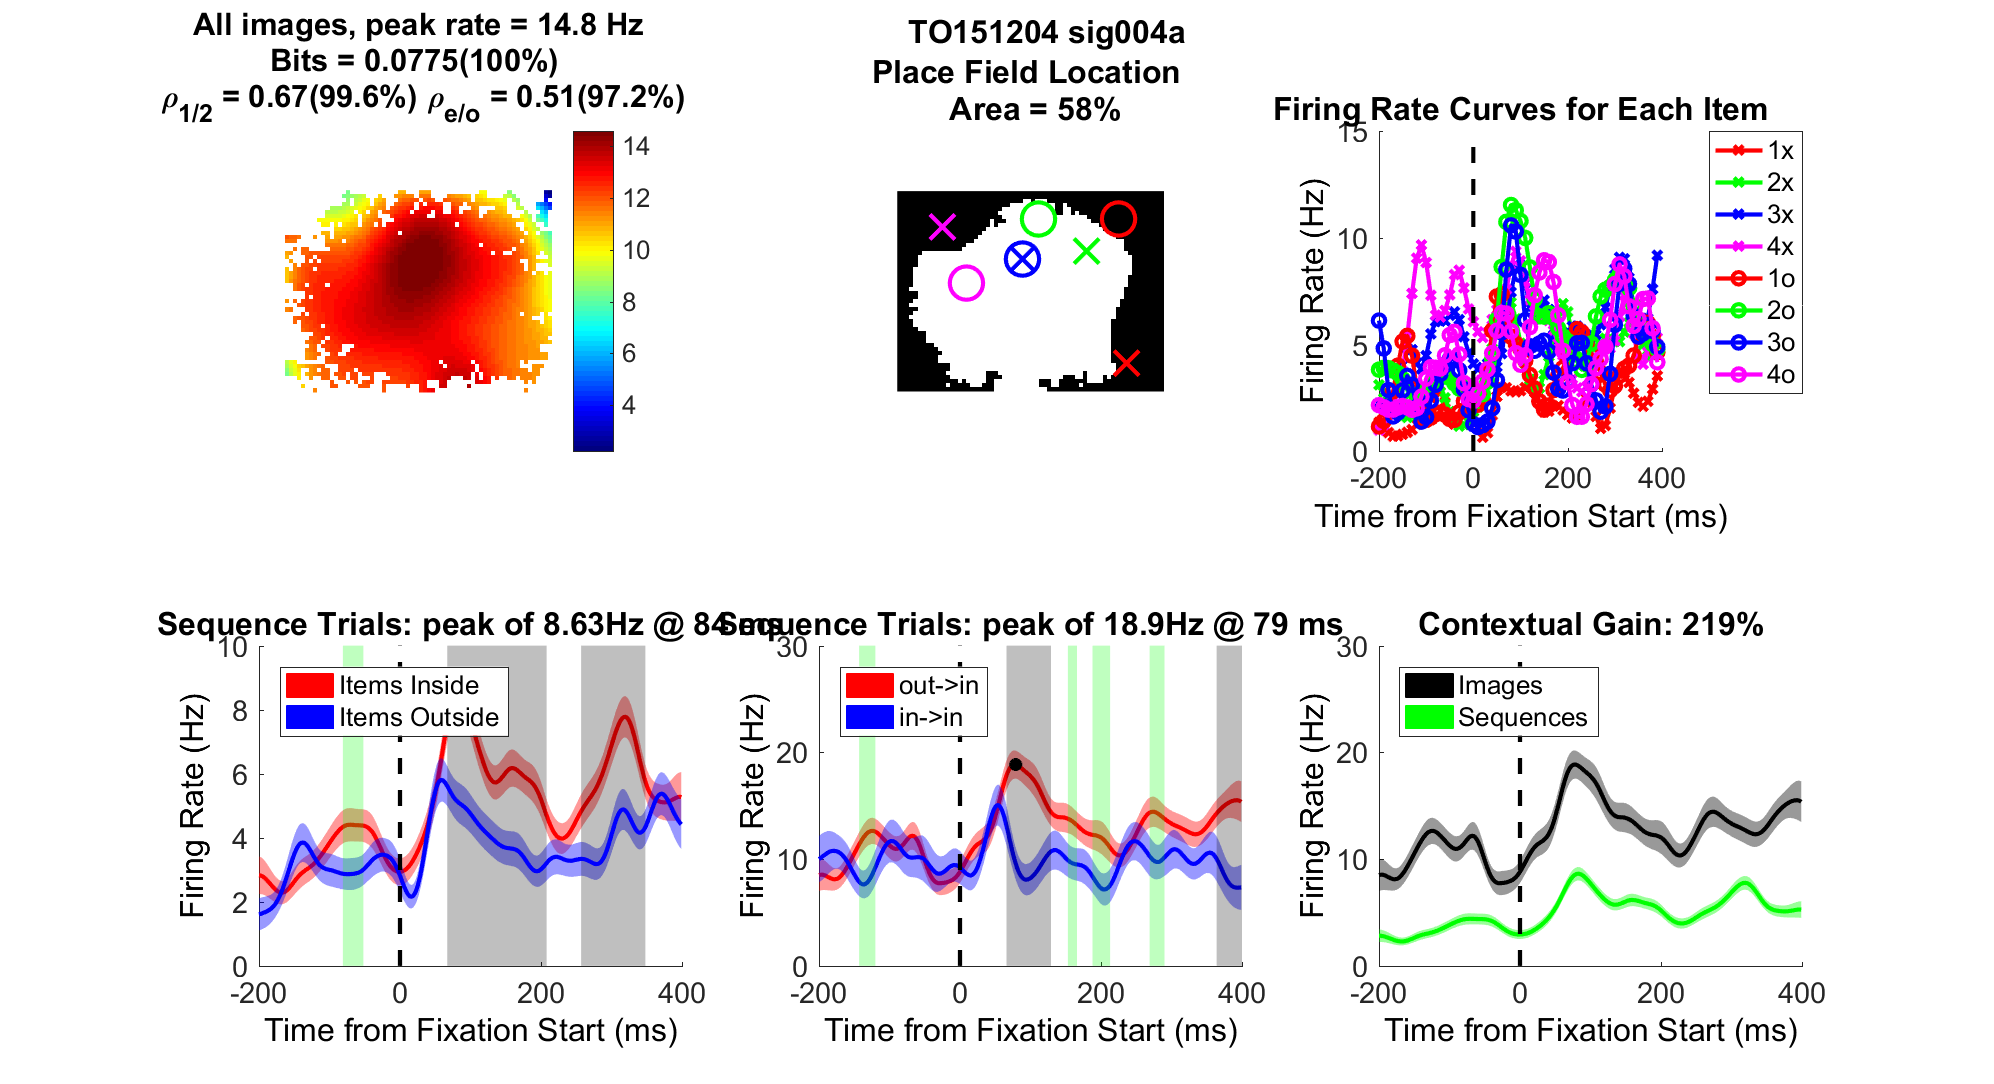 All images, peak rate = 14.8 Hz
Bits = 0.0775(100%)
ρ1/2 = 0.67(99.6%) ρe/o = 0.51(97.2%)
14
12
10
8
6
4
TO151204 sig004a
Place Field Location
Area = 58%
Firing Rate Curves for Each Item
15
10
5
0
-200 0 200 400
Firing Rate (Hz)
Time from Fixation Start (ms)
1x
2x
3x
4x
1o
2o
3o
4o
Sequence Trials: peak of 8.63Hz @ 84 ms
10
8
6
4
2
0
-200 0 200 400
Firing Rate (Hz)
Time from Fixation Start (ms)
Items Inside
Items Outside
Sequence Trials: peak of 18.9Hz @ 79 ms
30
20
10
0
-200 0 200 400
Firing Rate (Hz)
Time from Fixation Start (ms)
out->in
in->in
Contextual Gain: 219%
30
20
10
0
-200 0 200 400
Firing Rate (Hz)
Time from Fixation Start (ms)
Images
Sequences